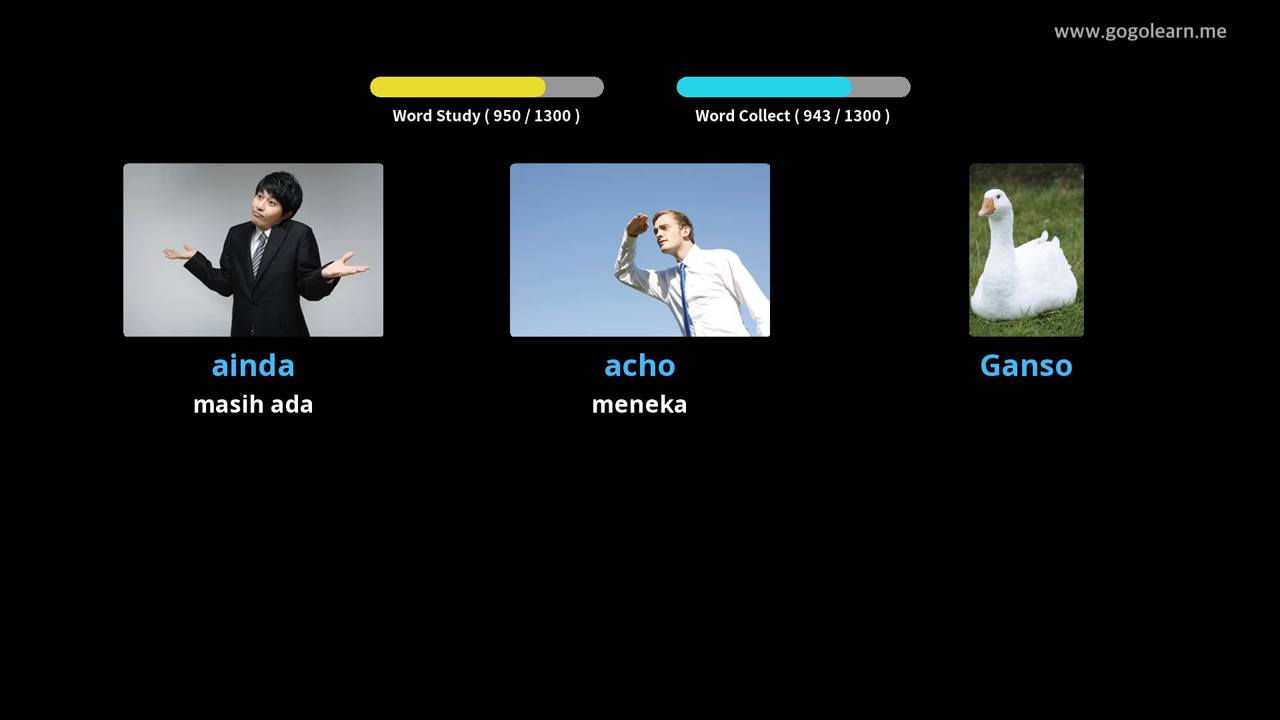 www.gogolearn.me
Word Study ( 950 / 1300 )
Word Collect ( 943 / 1300 )
ainda
masih ada
acho
meneka
Ganso